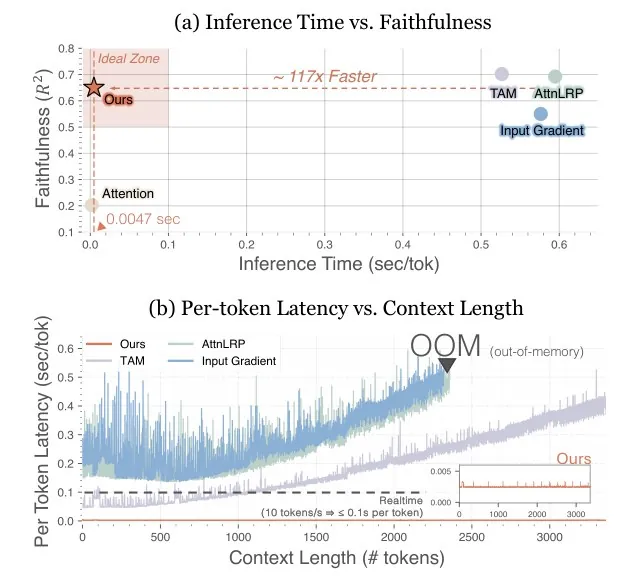 (a) Inference Time vs. Faithfulness
Faithfulness (R²)
0.8
0.7
0.6
0.5
0.4
0.3
0.2
0.1
Ideal Zone
~ 117x Faster
Ours
TAM
AttnLRP
Input Gradient
Attention
0.0047 sec
0.0 0.1 0.2 0.3 0.4 0.5 0.6
Inference Time (sec/tok)
(b) Per-token Latency vs. Context Length
Per Token Latency (sec/tok)
0.6
0.5
0.4
0.3
0.2
0.1
0.0
Ours AttnLRP
TAM Input Gradient
OOM (out-of-memory)
Realtime
(10 tokens/s ⇒ ≤ 0.1s per token)
Ours
0.005
0.000
0 1000 2000 3000
0 500 1000 1500 2000 2500 3000
Context Length (# tokens)